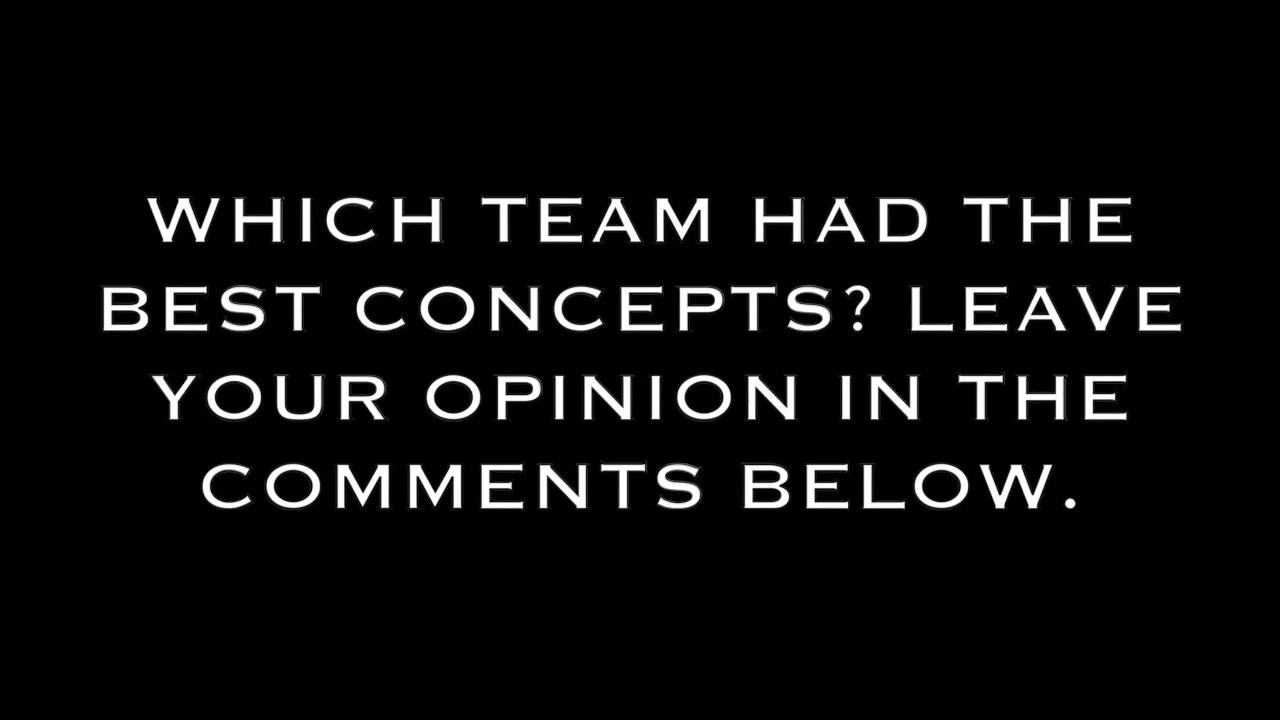 WHICH TEAM HAD THE
BEST CONCEPTS? LEAVE
YOUR OPINION IN THE
COMMENTS BELOW.